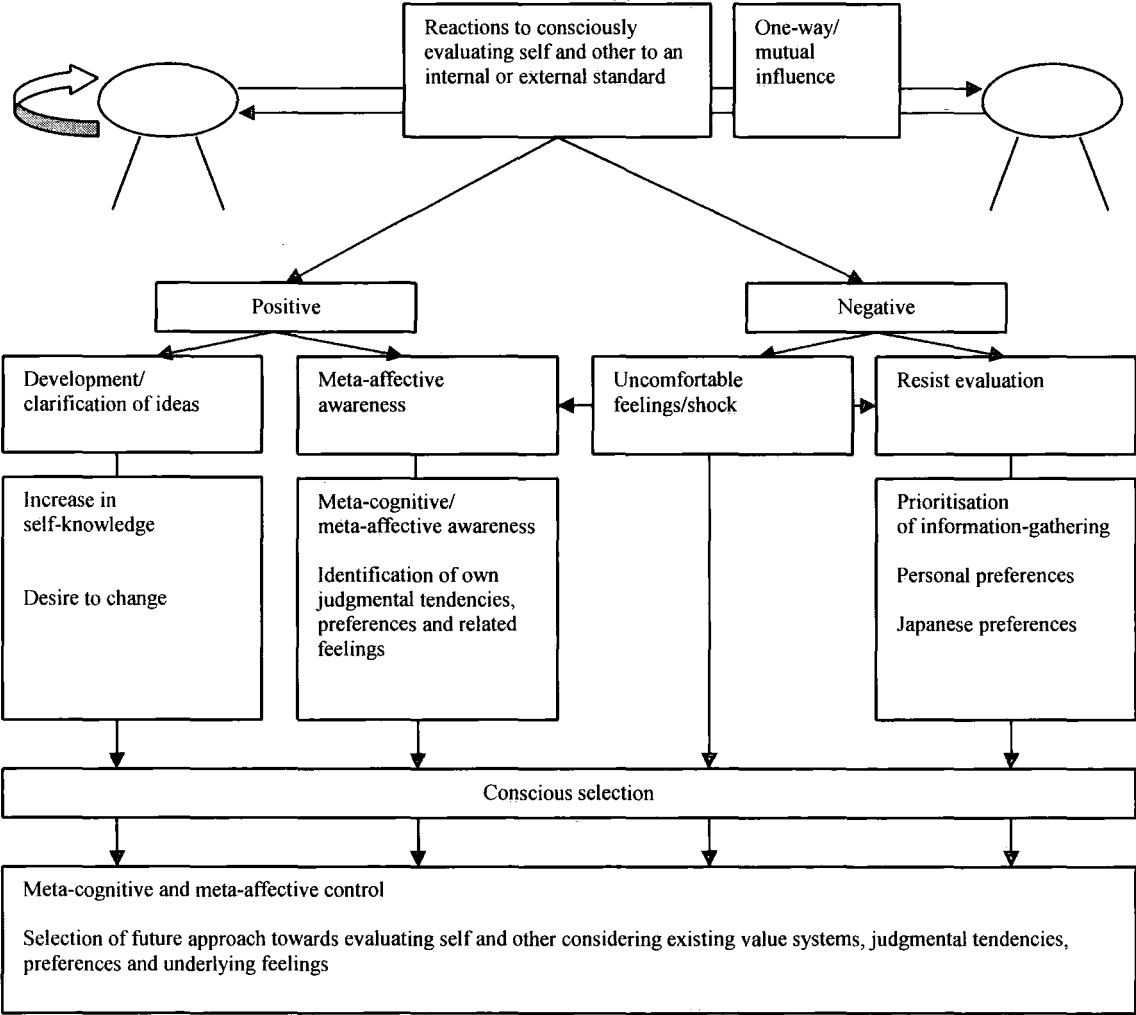 Reactions to consciously
evaluating self and other to an
internal or external standard
One-way/
mutual
influence
Positive
Negative
Development/
clarification of ideas
Meta-affective
awareness
Uncomfortable
feelings/shock
Resist evaluation
Increase in
self-knowledge
Desire to change
Meta-cognitive/
meta-affective awareness
Identification of own
judgmental tendencies,
preferences and related
feelings
Prioritisation
of information-gathering
Personal preferences
Japanese preferences
Conscious selection
Meta-cognitive and meta-affective control
Selection of future approach towards evaluating self and other considering existing value systems, judgmental tendencies,
preferences and underlying feelings